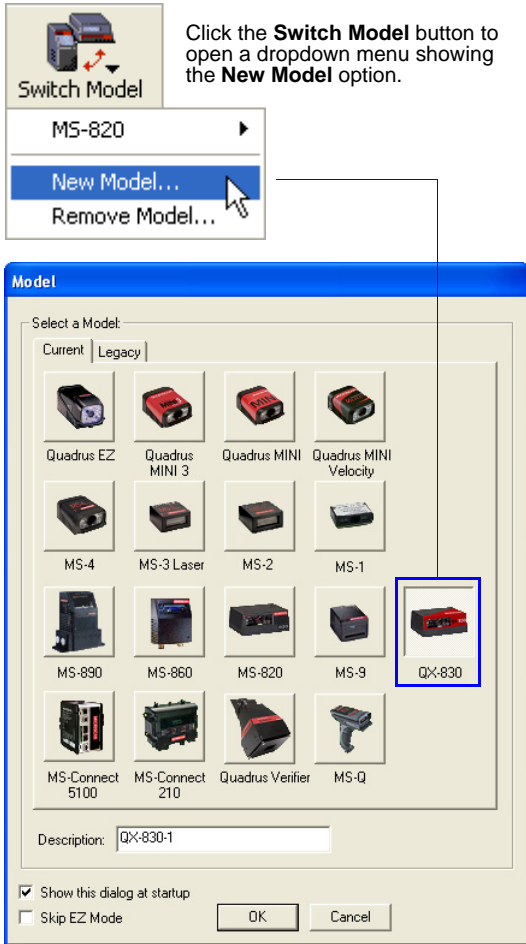 Switch Model
Click the Switch Model button to
open a dropdown menu showing
the New Model option.
MS-820
New Model...
Remove Model...
Model
Select a Model:
Current
Legacy
Quadrus EZ
Quadrus
MINI 3
Quadrus MINI
Quadrus MINI
Velocity
MS-4
MS-3 Laser
MS-2
MS-1
MS-890
MS-860
MS-820
MS-9
QX-830
MS-Connect
5100
MS-Connect
210
Quadrus Verifier
MS-Q
Description:
QX-830-1
Show this dialog at startup
Skip EZ Mode
OK
Cancel